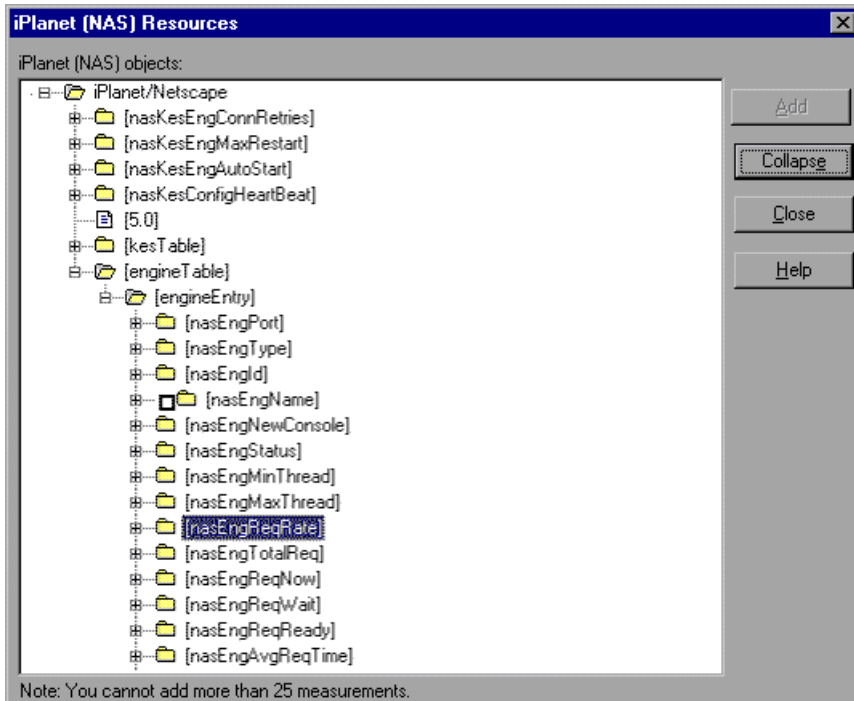 iPlanet (NAS) Resources
iPlanet (NAS) objects:
iPlanet/Netscape
[nasKesEngConnRetries]
[nasKesEngMaxRestart]
[nasKesEngAutoStart]
[nasKesConfigHeartBeat]
[5.0]
[kesTable]
[engineTable]
[engineEntry]
[nasEngPort]
[nasEngType]
[nasEngId]
[nasEngName]
[nasEngNewConsole]
[nasEngStatus]
[nasEngMinThread]
[nasEngMaxThread]
[nasEngReqRate]
[nasEngTotalReq]
[nasEngReqNow]
[nasEngReqWait]
[nasEngReqReady]
[nasEngAvgReqTime]
Add
Collapse
Close
Help
Note: You cannot add more than 25 measurements.